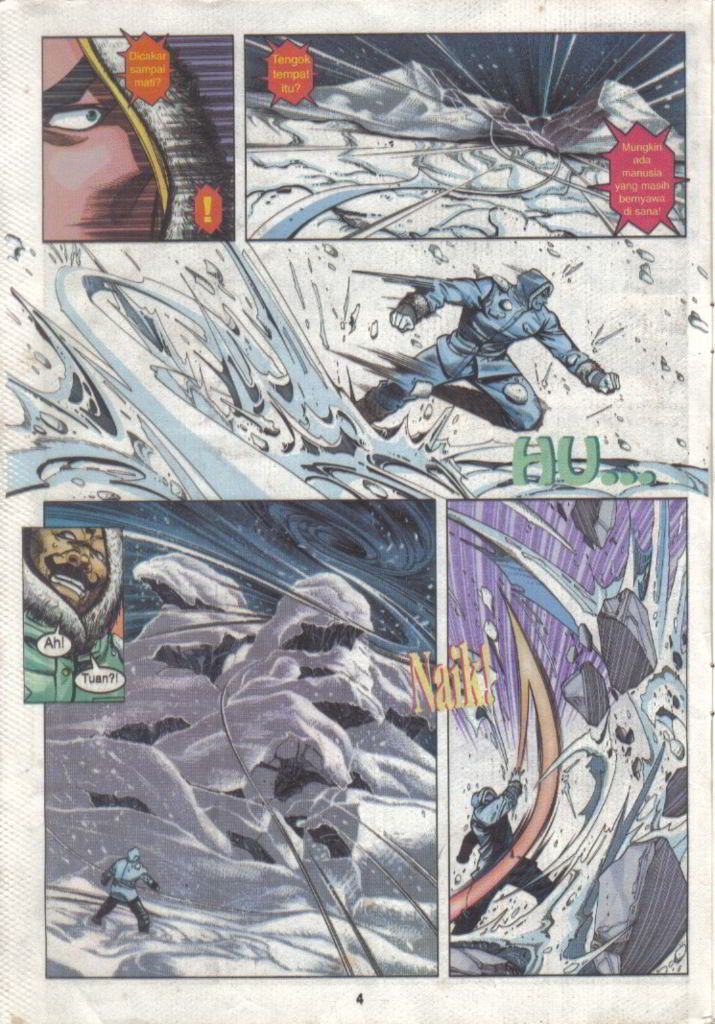 Dicakar
sampai
mati?
!
Tengok
tempat
itu?
Mungkin
ada
manusia
yang masih
bernyawa
di sana!
HU...
Ah!
Tuan?!
Naik!
4